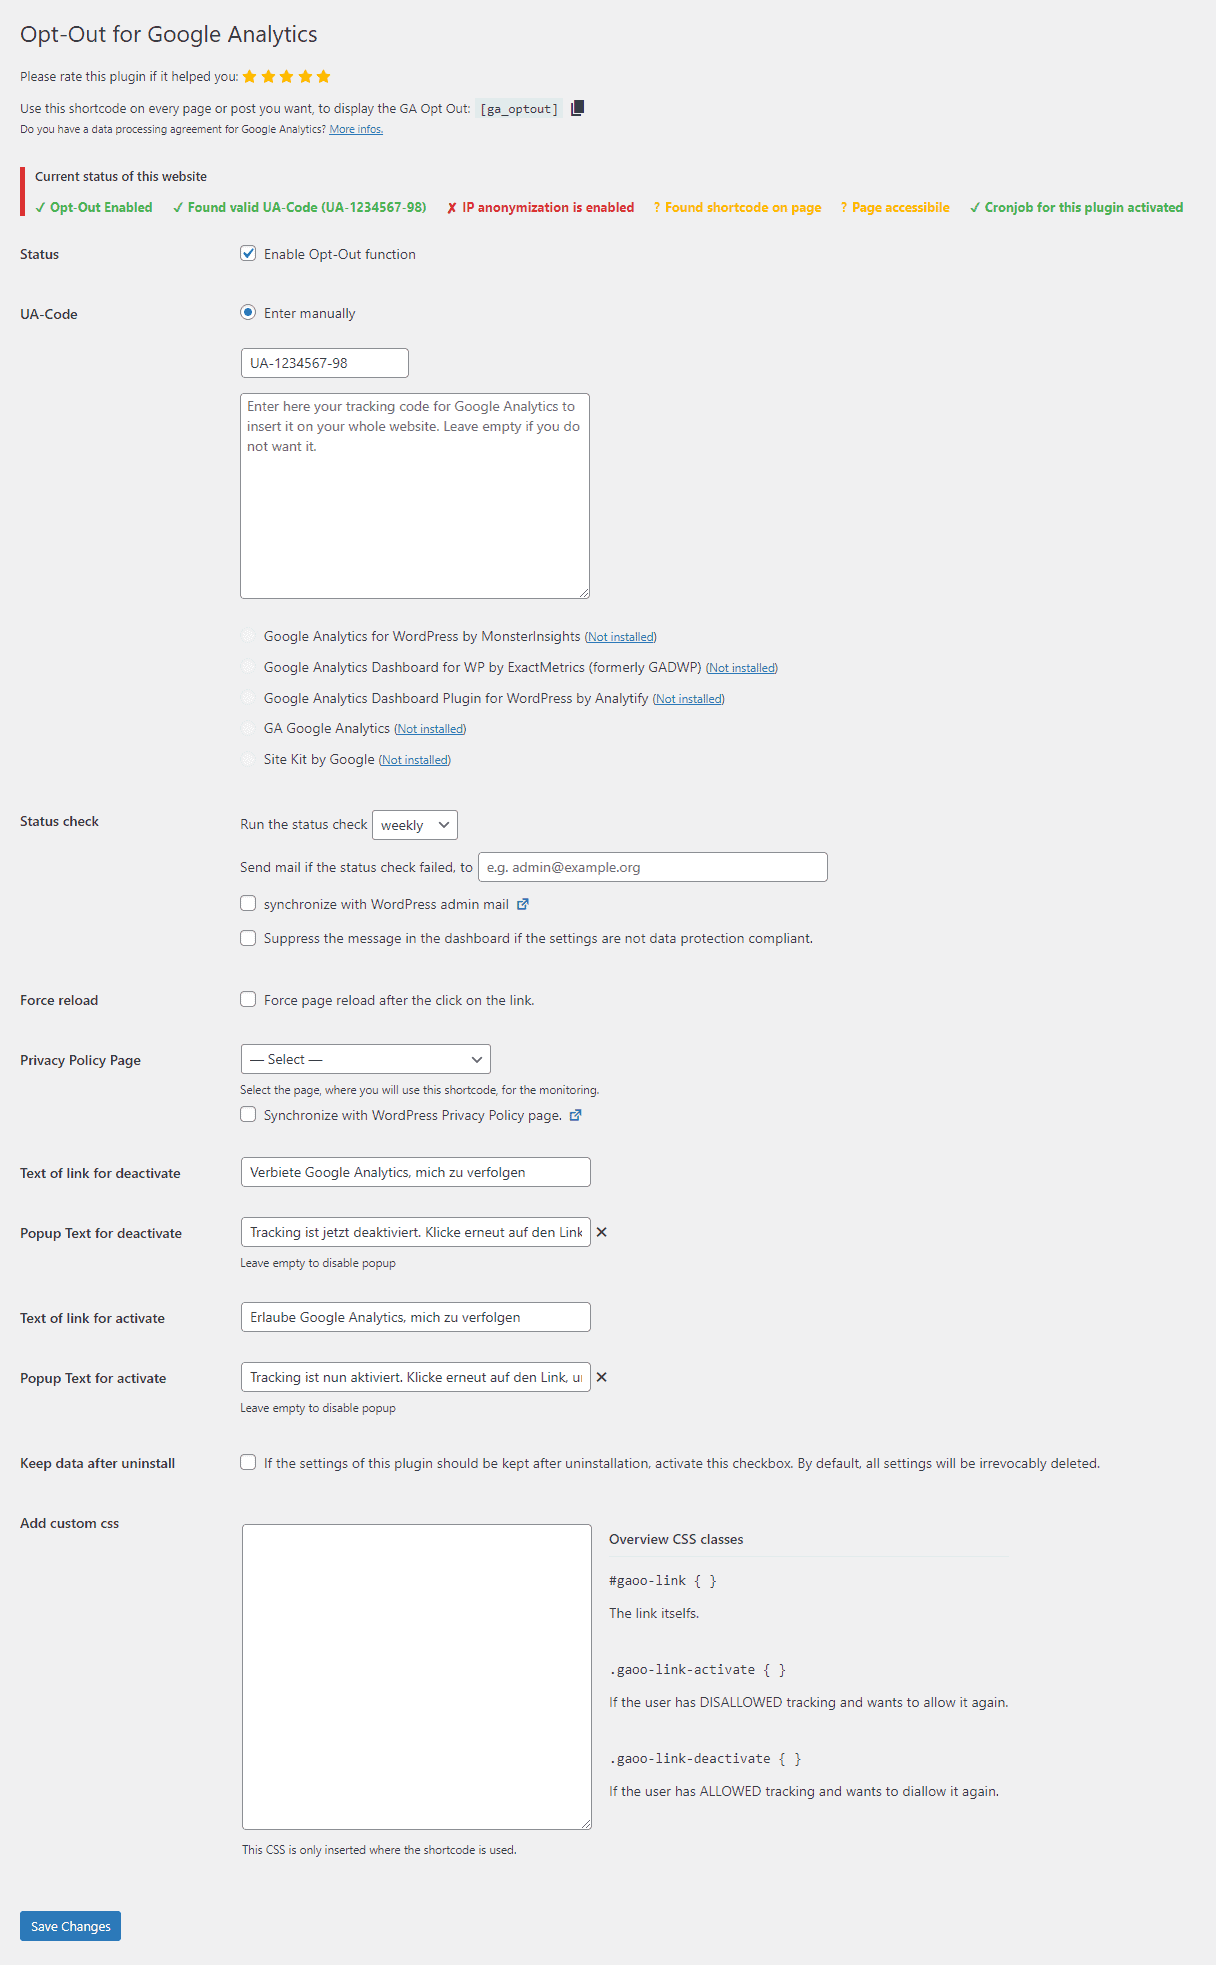 Opt-Out for Google Analytics
Please rate this plugin if it helped you:
Use this shortcode on every page or post you want, to display the GA Opt Out: [ga_optout]
Do you have a data processing agreement for Google Analytics? More infos.
Current status of this website
✓ Opt-Out Enabled ✓ Found valid UA-Code (UA-1234567-98) ✗ IP anonymization is enabled ? Found shortcode on page ? Page accessibile ✓ Cronjob for this plugin activated
Status
Enable Opt-Out function
UA-Code
Enter manually
UA-1234567-98
Enter here your tracking code for Google Analytics to
insert it on your whole website. Leave empty if you do
not want it.
Google Analytics for WordPress by MonsterInsights (Not installed)
Google Analytics Dashboard for WP by ExactMetrics (formerly GADWP) (Not installed)
Google Analytics Dashboard Plugin for WordPress by Analytify (Not installed)
GA Google Analytics (Not installed)
Site Kit by Google (Not installed)
Status check
Run the status check weekly
Send mail if the status check failed, to e.g. admin@example.org
synchronize with WordPress admin mail
Suppress the message in the dashboard if the settings are not data protection compliant.
Force reload
Force page reload after the click on the link.
Privacy Policy Page
— Select —
Select the page, where you will use this shortcode, for the monitoring.
Synchronize with WordPress Privacy Policy page.
Text of link for deactivate
Verbiete Google Analytics, mich zu verfolgen
Popup Text for deactivate
Tracking ist jetzt deaktiviert. Klicke erneut auf den Link
Leave empty to disable popup
Text of link for activate
Erlaube Google Analytics, mich zu verfolgen
Popup Text for activate
Tracking ist nun aktiviert. Klicke erneut auf den Link,
Leave empty to disable popup
Keep data after uninstall
If the settings of this plugin should be kept after uninstallation, activate this checkbox. By default, all settings will be irrevocably deleted.
Add custom css
Overview CSS classes
#gaoo-link { }
The link itselfs.
.gaoo-link-activate { }
If the user has DISALLOWED tracking and wants to allow it again.
.gaoo-link-deactivate { }
If the user has ALLOWED tracking and wants to diallow it again.
This CSS is only inserted where the shortcode is used.
Save Changes